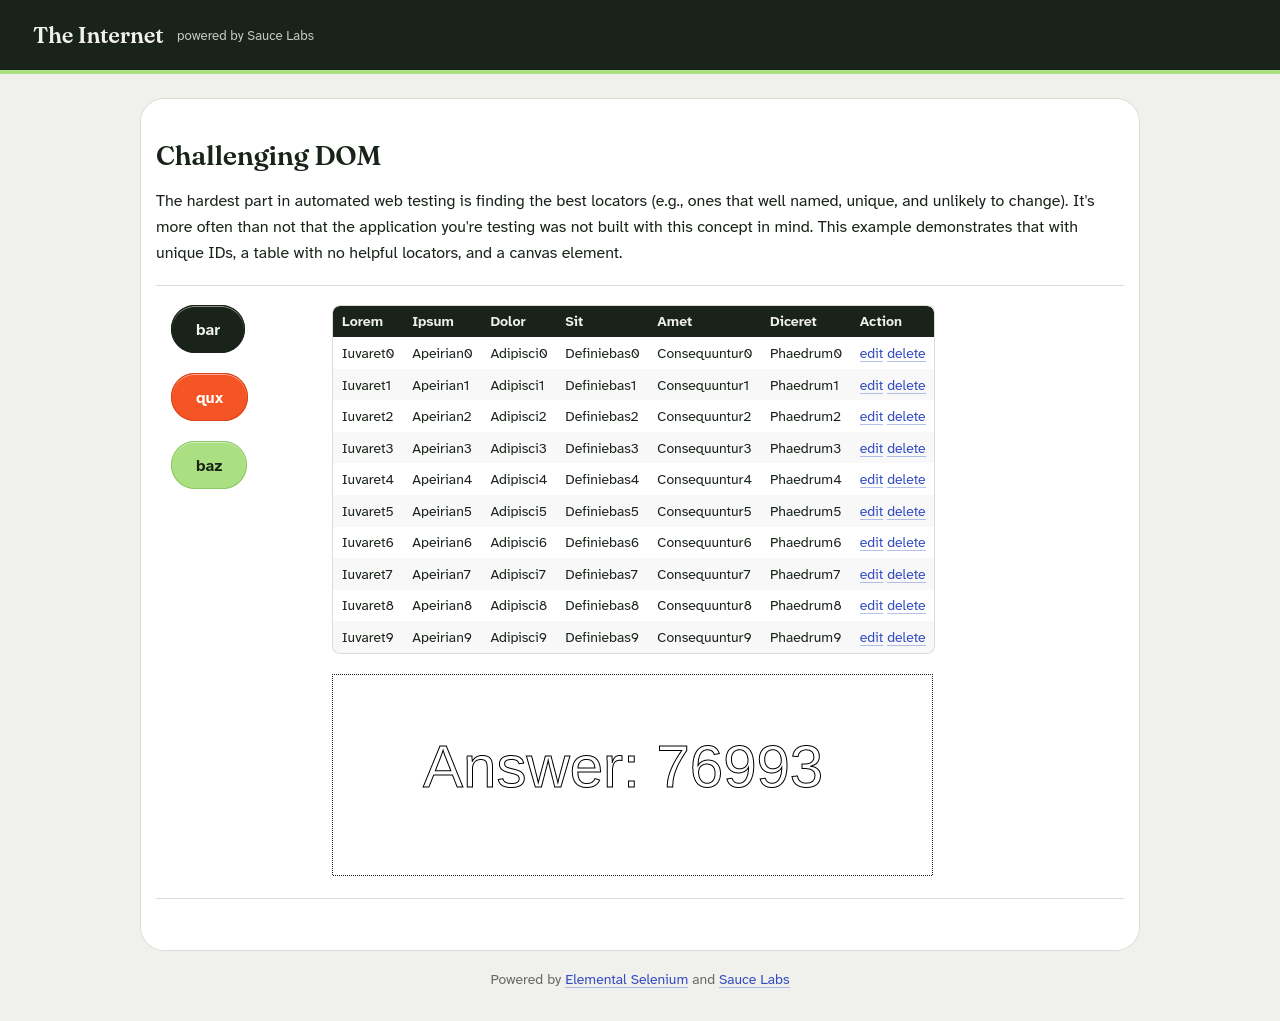 The Internet powered by Sauce Labs
Challenging DOM
The hardest part in automated web testing is finding the best locators (e.g., ones that well named, unique, and unlikely to change). It's
more often than not that the application you're testing was not built with this concept in mind. This example demonstrates that with
unique IDs, a table with no helpful locators, and a canvas element.
bar
qux
baz
Lorem Ipsum Dolor Sit Amet Diceret Action
Iuvaret0 Apeirian0 Adipisci0 Definiebas0 Consequuntur0 Phaedrum0 edit delete
Iuvaret1 Apeirian1 Adipisci1 Definiebas1 Consequuntur1 Phaedrum1 edit delete
Iuvaret2 Apeirian2 Adipisci2 Definiebas2 Consequuntur2 Phaedrum2 edit delete
Iuvaret3 Apeirian3 Adipisci3 Definiebas3 Consequuntur3 Phaedrum3 edit delete
Iuvaret4 Apeirian4 Adipisci4 Definiebas4 Consequuntur4 Phaedrum4 edit delete
Iuvaret5 Apeirian5 Adipisci5 Definiebas5 Consequuntur5 Phaedrum5 edit delete
Iuvaret6 Apeirian6 Adipisci6 Definiebas6 Consequuntur6 Phaedrum6 edit delete
Iuvaret7 Apeirian7 Adipisci7 Definiebas7 Consequuntur7 Phaedrum7 edit delete
Iuvaret8 Apeirian8 Adipisci8 Definiebas8 Consequuntur8 Phaedrum8 edit delete
Iuvaret9 Apeirian9 Adipisci9 Definiebas9 Consequuntur9 Phaedrum9 edit delete
Answer: 76993
Powered by Elemental Selenium and Sauce Labs